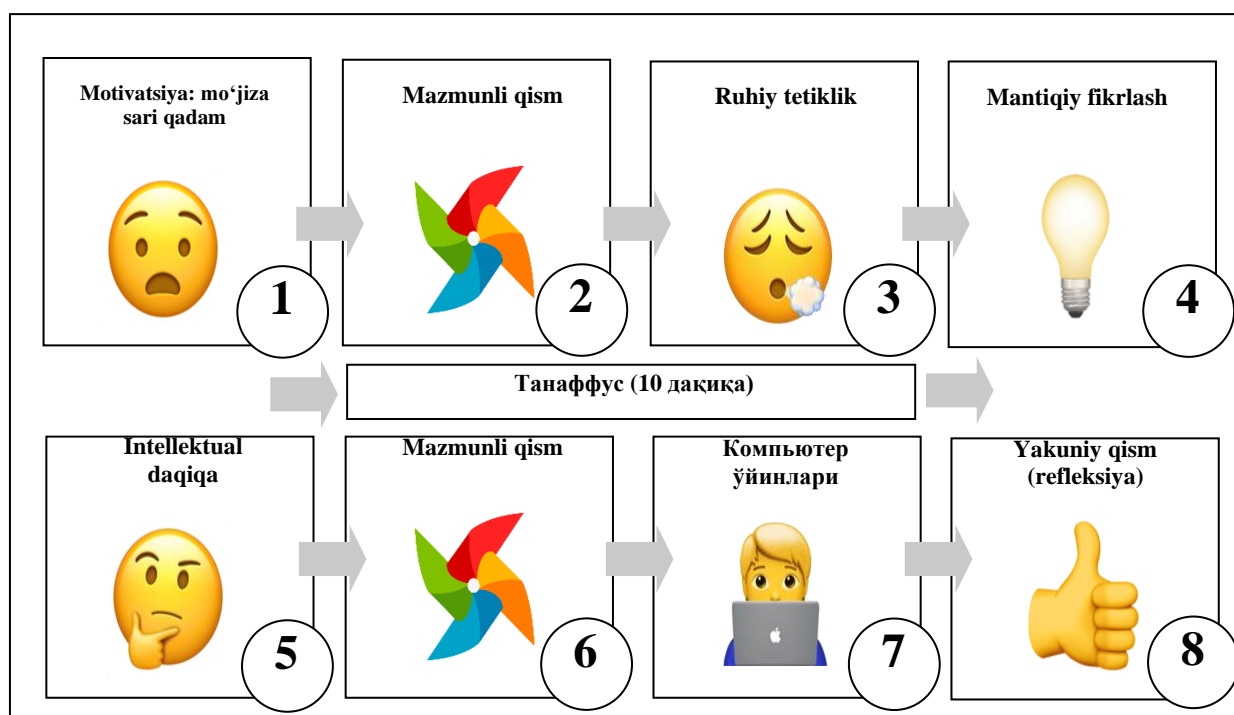 Motivatsiya: mo‘jiza
sari qadam
1
Mazmunli qism
2
Ruhiy tetiklik
3
Mantiqiy fikrlash
4
Танаффус (10 дақиқа)
Intellektual
daqiqa
5
Mazmunli qism
6
Компьютер
ўйинлари
7
Yakuniy qism
(refleksiya)
8